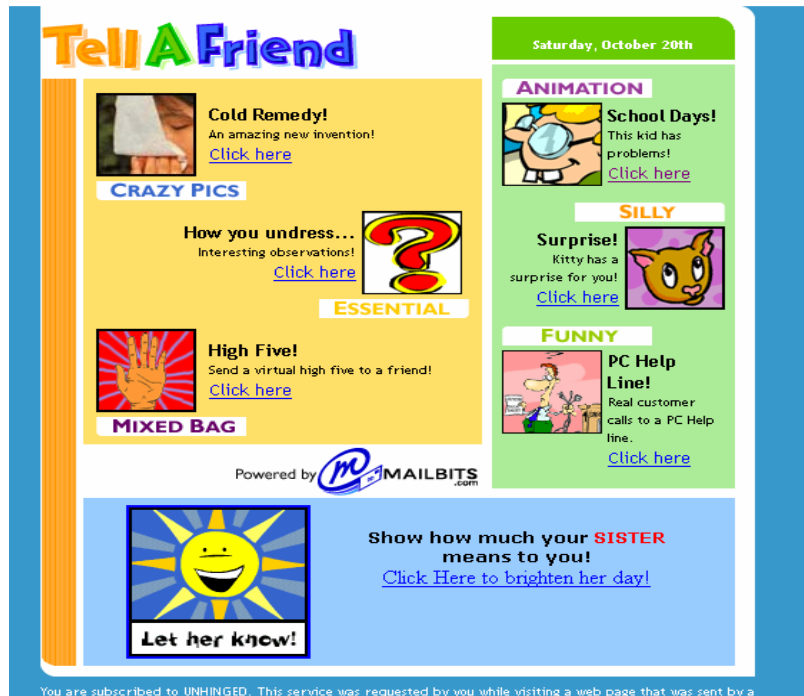 Tell A Friend
Saturday, October 20th
Cold Remedy!
An amazing new invention!
Click here
CRAZY PICS
How you undress...
Interesting observations!
Click here
ESSENTIAL
High Five!
Send a virtual high five to a friend!
Click here
MIXED BAG
ANIMATION
School Days!
This kid has
problems!
Click here
SILLY
Surprise!
Kitty has a
surprise for you!
Click here
FUNNY
PC Help
Line!
Real customer
calls to a PC Help
line.
Click here
Powered by MAILBITS
.com
Show how much your SISTER
means to you!
Click Here to brighten her day!
Let her know!
You are subscribed to UNHINGED. This service was requested by you while visiting a web page that was sent by a